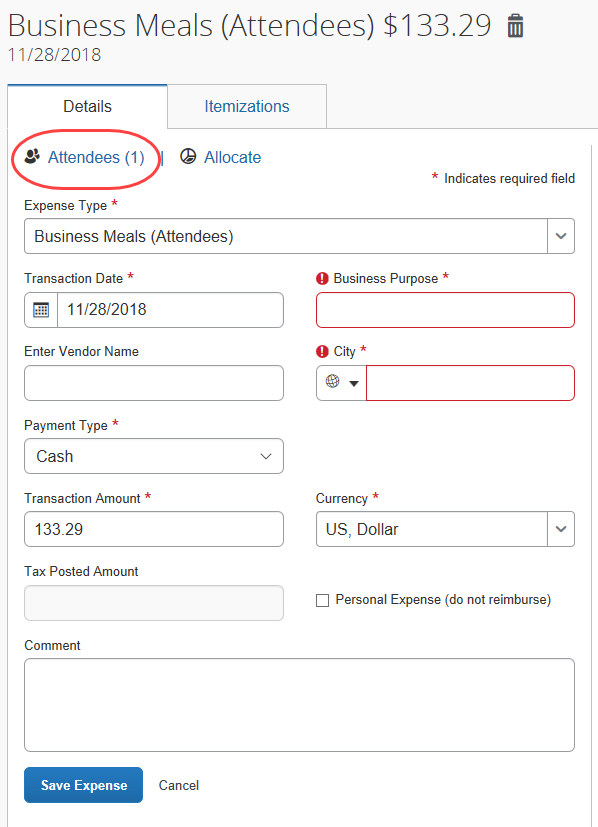 Business Meals (Attendees) $133.29
11/28/2018
Details
Itemizations
Attendees (1) | Allocate
* Indicates required field
Expense Type *
Business Meals (Attendees)
Transaction Date *
Business Purpose *
11/28/2018
Enter Vendor Name
City *
Payment Type *
Cash
Transaction Amount *
Currency *
133.29
US, Dollar
Tax Posted Amount
Personal Expense (do not reimburse)
Comment
Save Expense
Cancel